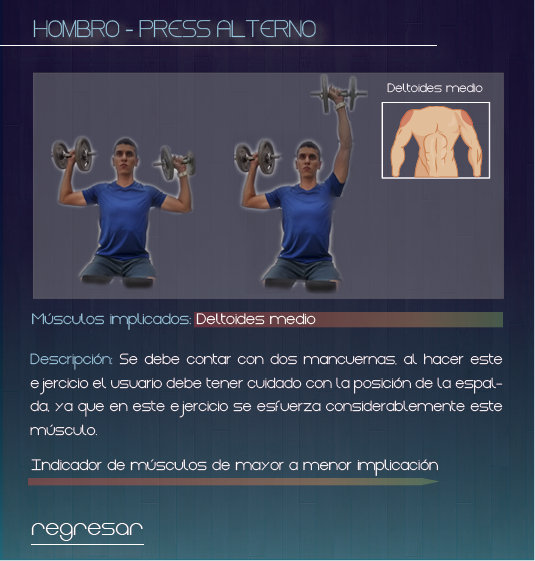 HOMBRO - PRESS ALTERNO
Deltoides medio
Músculos implicados: Deltoides medio
Descripción: Se debe contar con dos mancuernas, al hacer este
ejercicio el usuario debe tener cuidado con la posición de la espal-
da, ya que en este ejercicio se esfuerza considerablemente este
músculo.
Indicador de músculos de mayor a menor implicación
regresar